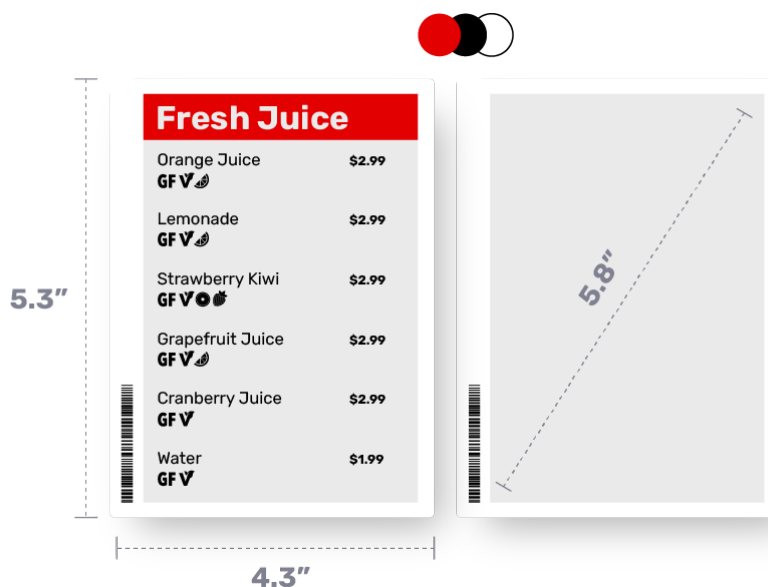 Fresh Juice
Orange Juice $2.99
GF V
Lemonade $2.99
GF V
Strawberry Kiwi $2.99
GF V
Grapefruit Juice $2.99
GF V
Cranberry Juice $2.99
GF V
Water $1.99
GF V
5.3”
4.3”
5.8”